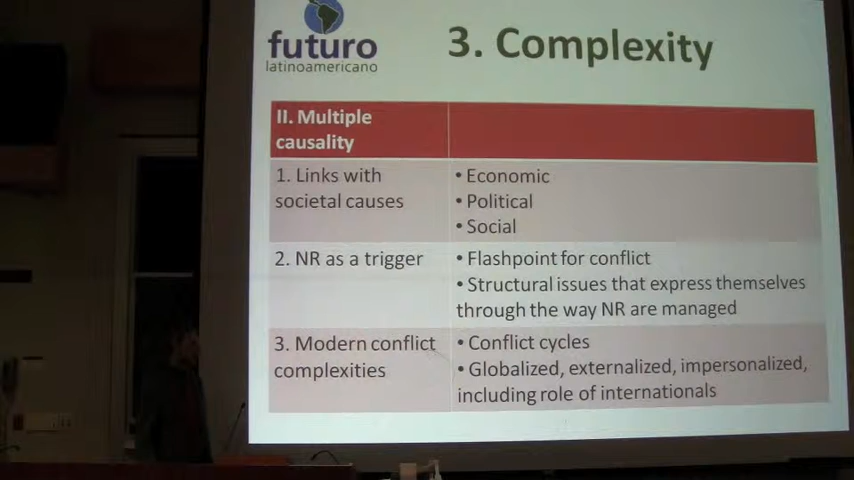 futuro
latinoamericano
3. Complexity
II. Multiple
causality
1. Links with
societal causes
• Economic
• Political
• Social
2. NR as a trigger
• Flashpoint for conflict
• Structural issues that express themselves
through the way NR are managed
3. Modern conflict
complexities
• Conflict cycles
• Globalized, externalized, impersonalized,
including role of internationals